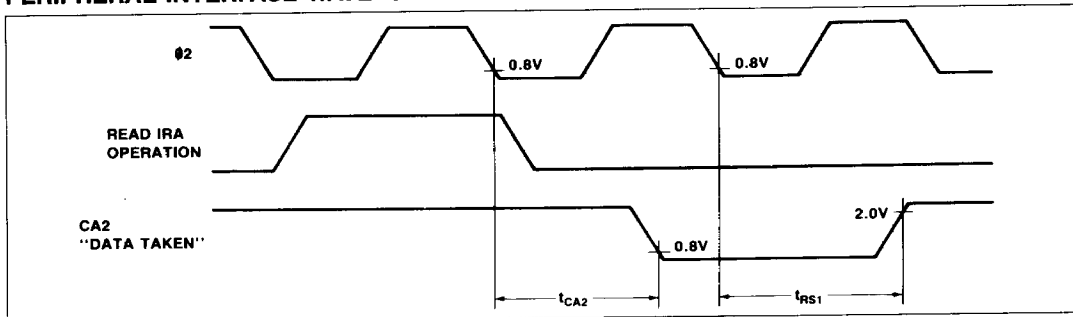 ϕ2
0.8V
0.8V
READ IRA
OPERATION
CA2
"DATA TAKEN"
0.8V
2.0V
tCA2
tRS1